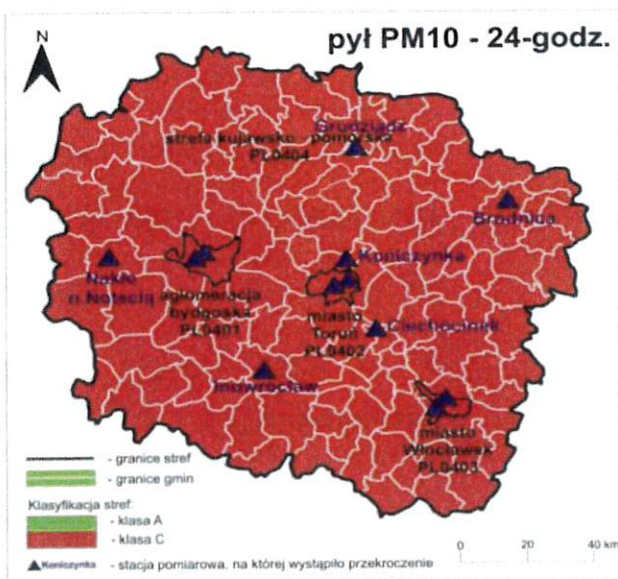 pył PM10 - 24-godz.
N
Grudziądz
strefa kujawsko - pomorska
PL0404
Brodnica
Koniczynka
Nakło
n.Notecią
aglomeracja
bydgoska
PL0401
miasto
Toruń
PL0402
Ciechocinek
Inowrocław
miasto
Włocławek
PL0403
- granice stref
- granice gmin
Klasyfikacja stref:
- klasa A
- klasa C
Koniczynka - stacja pomiarowa, na której wystąpiło przekroczenie
0 20 40 km